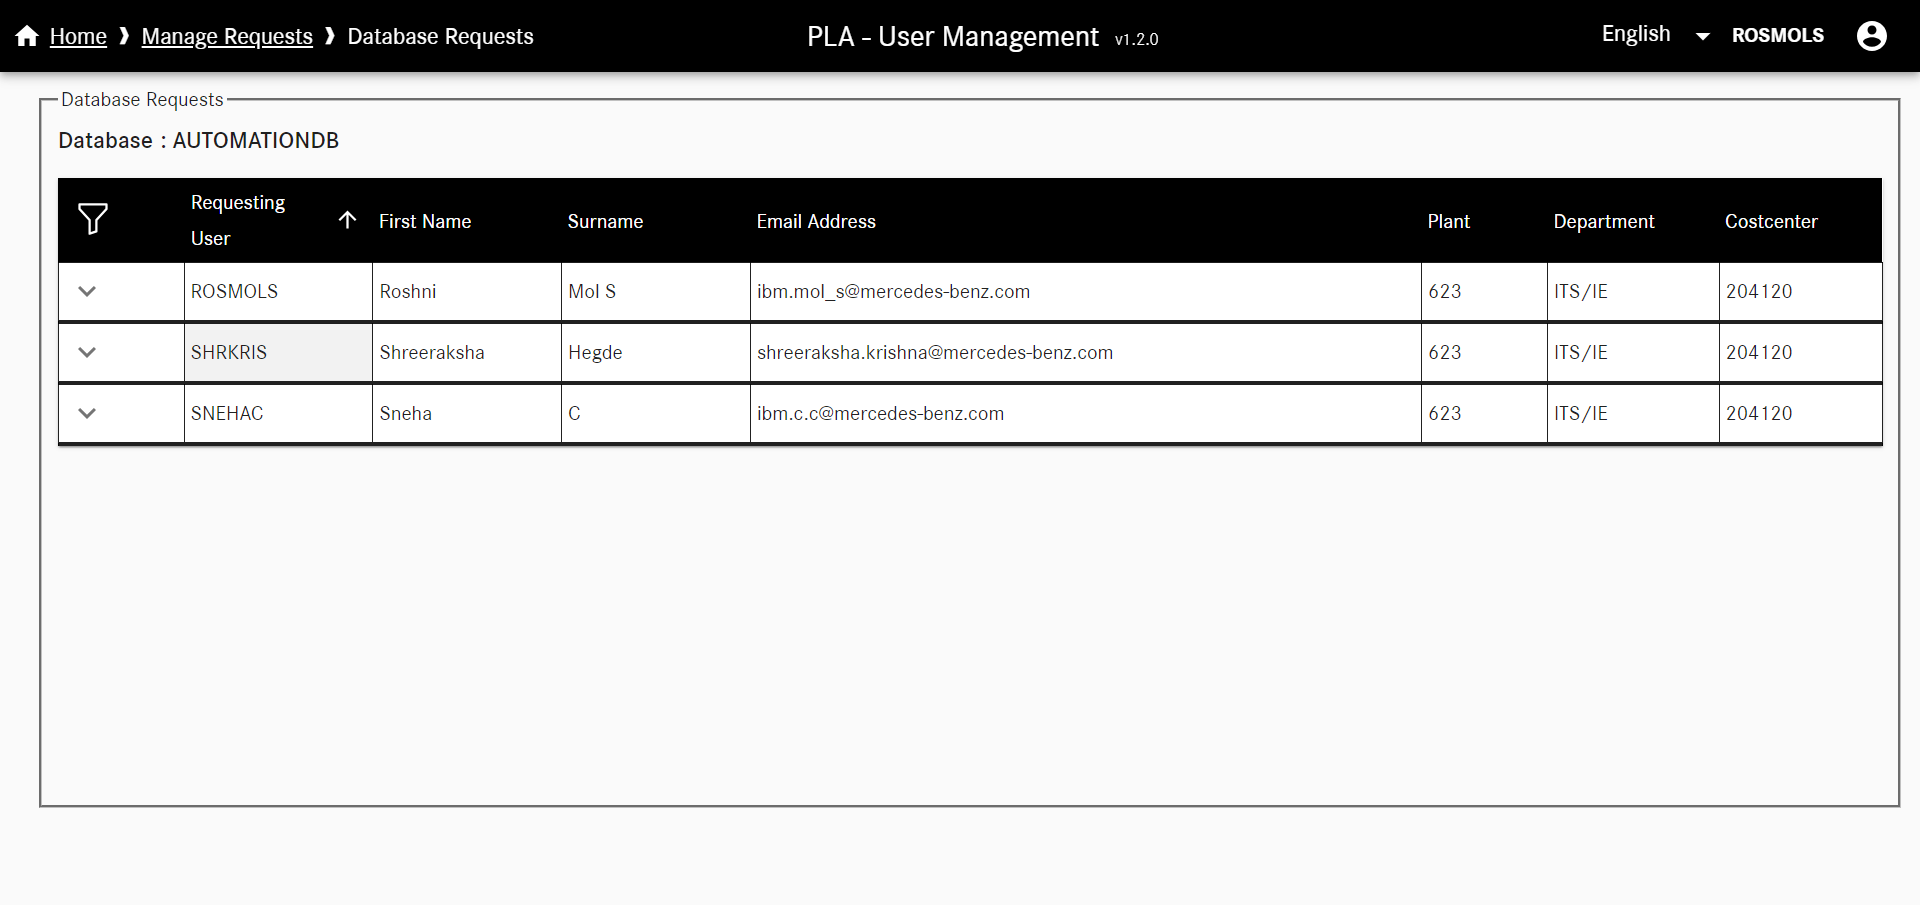 Home ❱ Manage Requests ❱ Database Requests
PLA - User Management v1.2.0
English
ROSMOLS
Database Requests
Database : AUTOMATIONDB
Requesting User First Name Surname Email Address Plant Department Costcenter
ROSMOLS Roshni Mol S ibm.mol_s@mercedes-benz.com 623 ITS/IE 204120
SHRKRIS Shreeraksha Hegde shreeraksha.krishna@mercedes-benz.com 623 ITS/IE 204120
SNEHAC Sneha C ibm.c.c@mercedes-benz.com 623 ITS/IE 204120